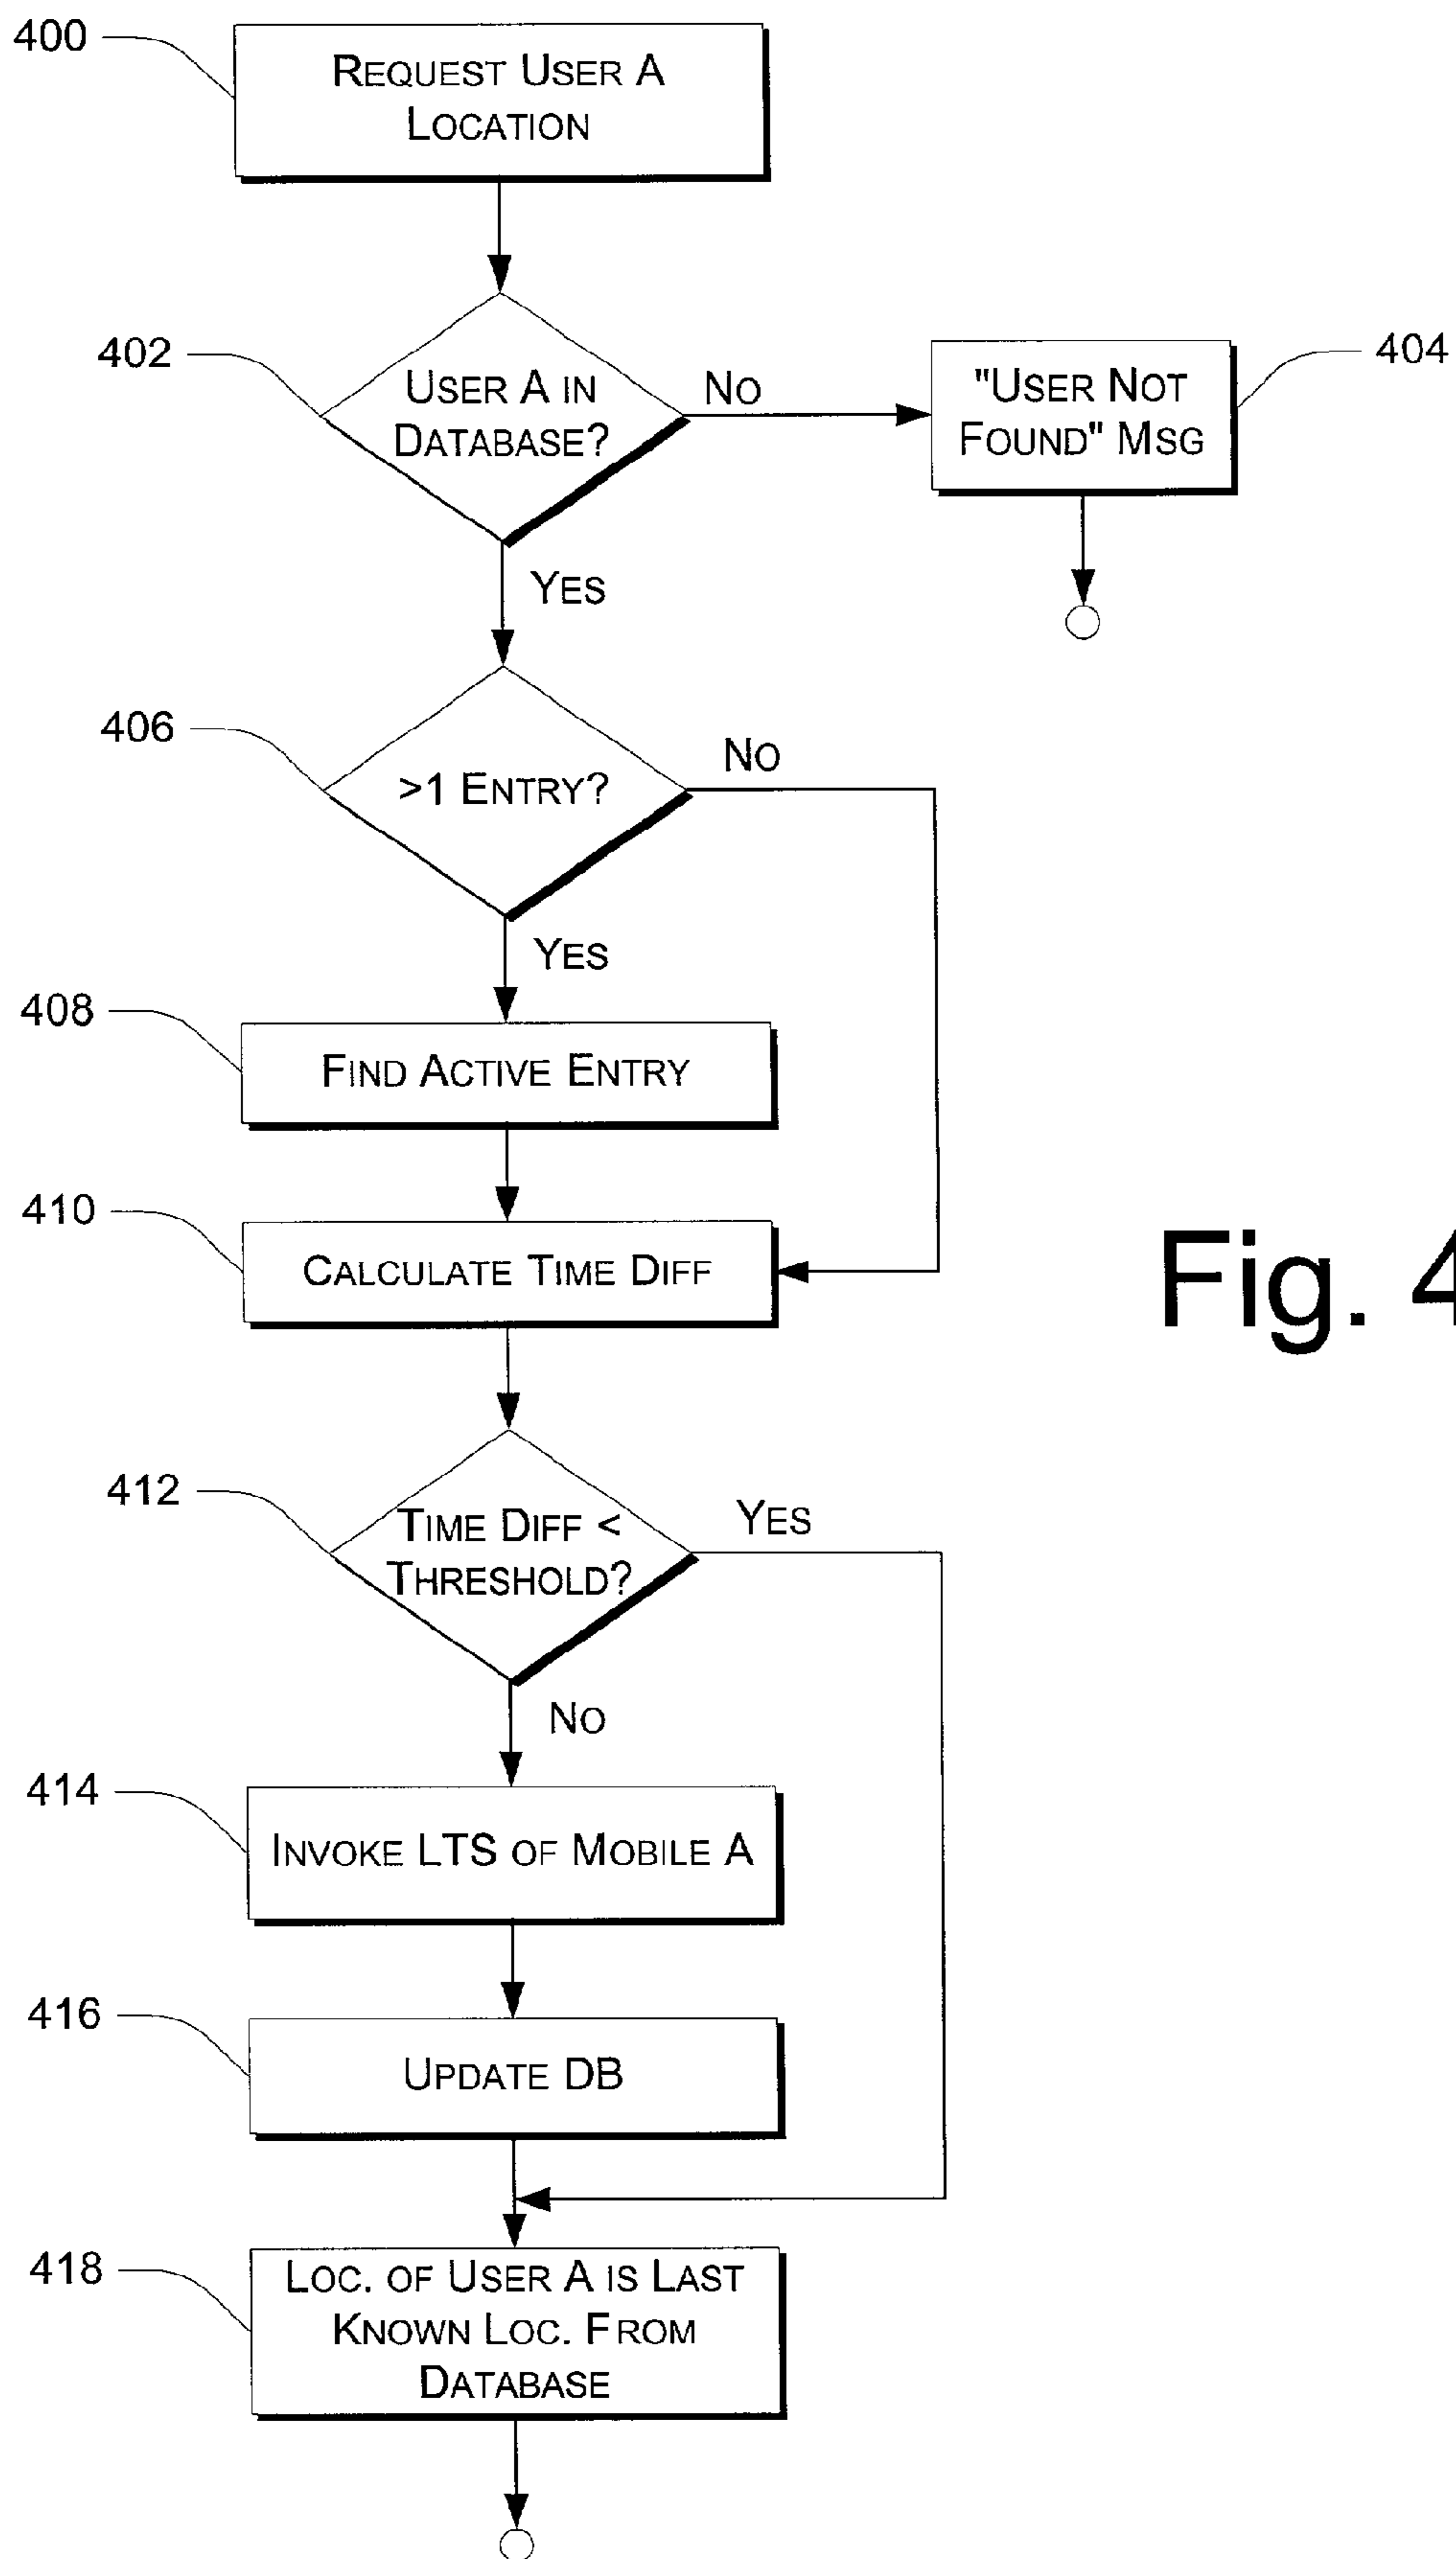 400
REQUEST USER A
LOCATION
402
USER A IN
DATABASE?
NO
"USER NOT
FOUND" MSG
404
YES
406
>1 ENTRY?
NO
YES
408
FIND ACTIVE ENTRY
410
CALCULATE TIME DIFF
Fig. 4
412
TIME DIFF <
THRESHOLD?
YES
NO
414
INVOKE LTS OF MOBILE A
416
UPDATE DB
418
LOC. OF USER A IS LAST
KNOWN LOC. FROM
DATABASE